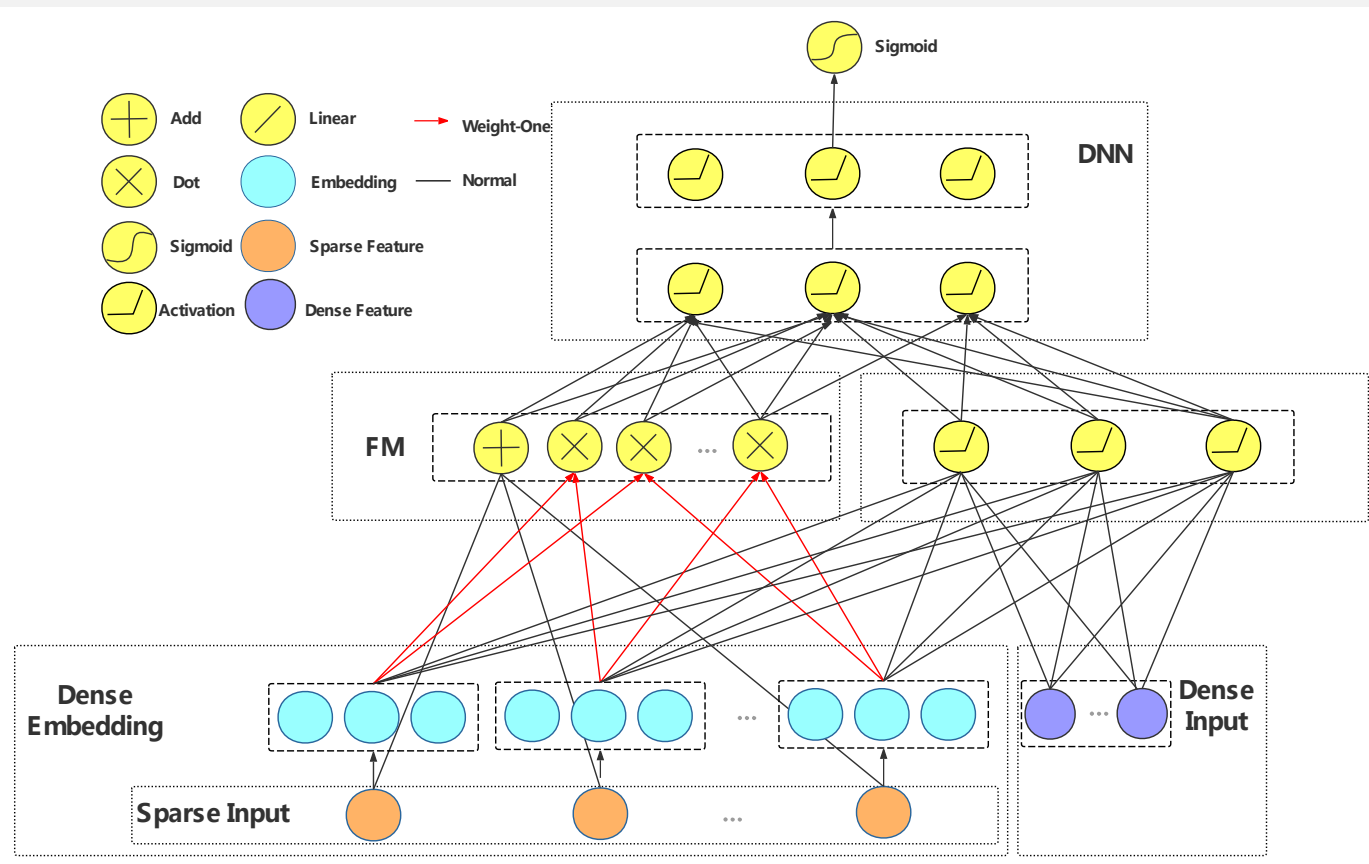 Sigmoid
Add
Linear
Weight-One
DNN
Dot
Embedding
Normal
Sigmoid
Sparse Feature
Activation
Dense Feature
FM
...
Dense
Embedding
...
...
Dense
Input
Sparse Input
...